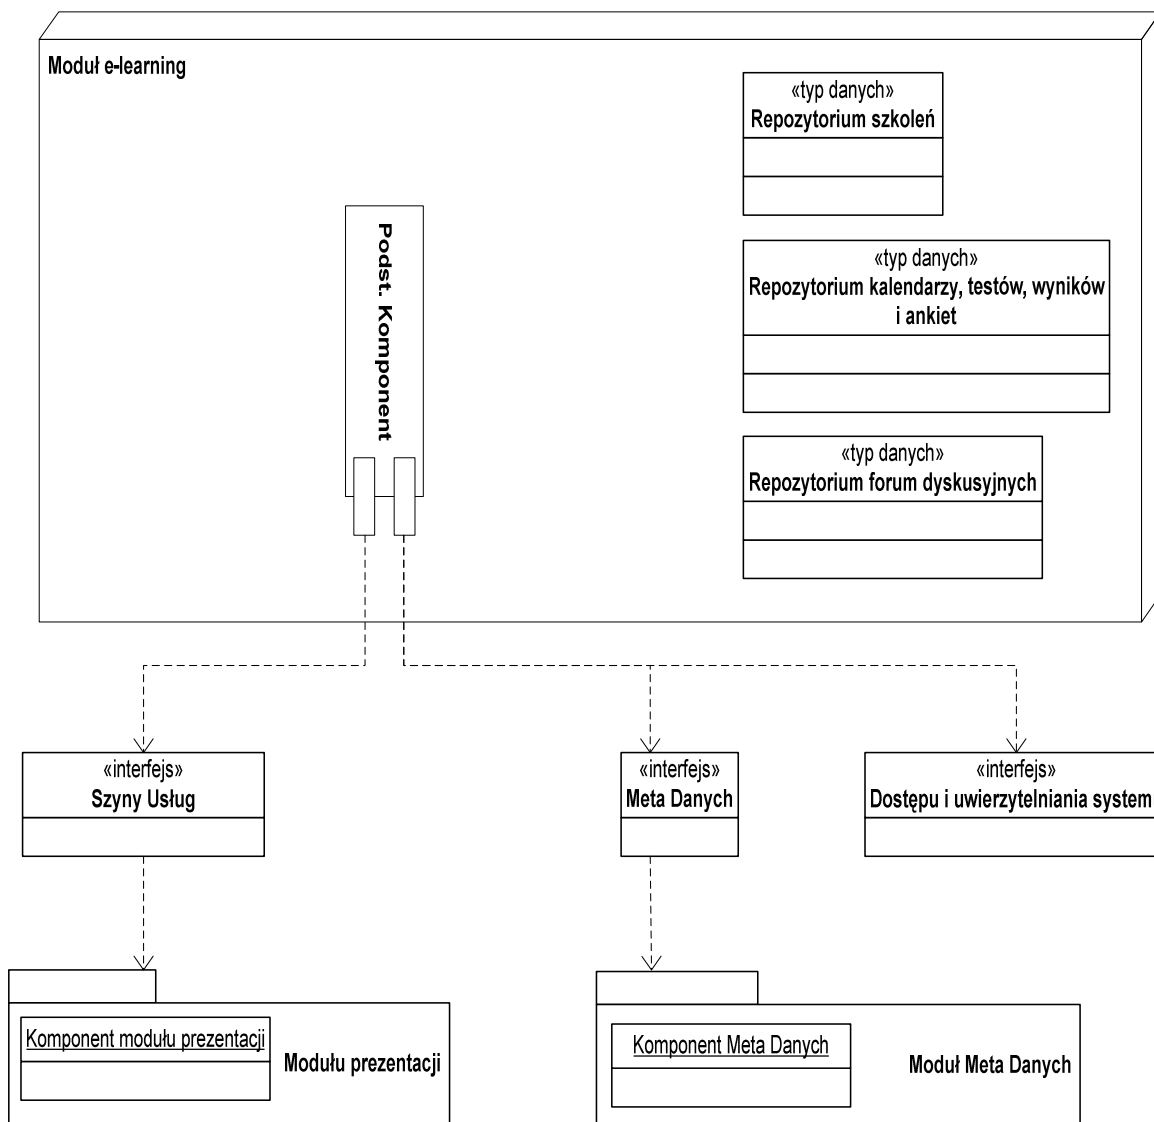 Moduł e-learning
«typ danych»
Repozytorium szkoleń
Podst. Komponent
«typ danych»
Repozytorium kalendarzy, testów, wyników
i ankiet
«typ danych»
Repozytorium forum dyskusyjnych
«interfejs»
Szyny Usług
«interfejs»
Meta Danych
«interfejs»
Dostępu i uwierzytelniania system
Komponent modułu prezentacji
Modułu prezentacji
Komponent Meta Danych
Moduł Meta Danych